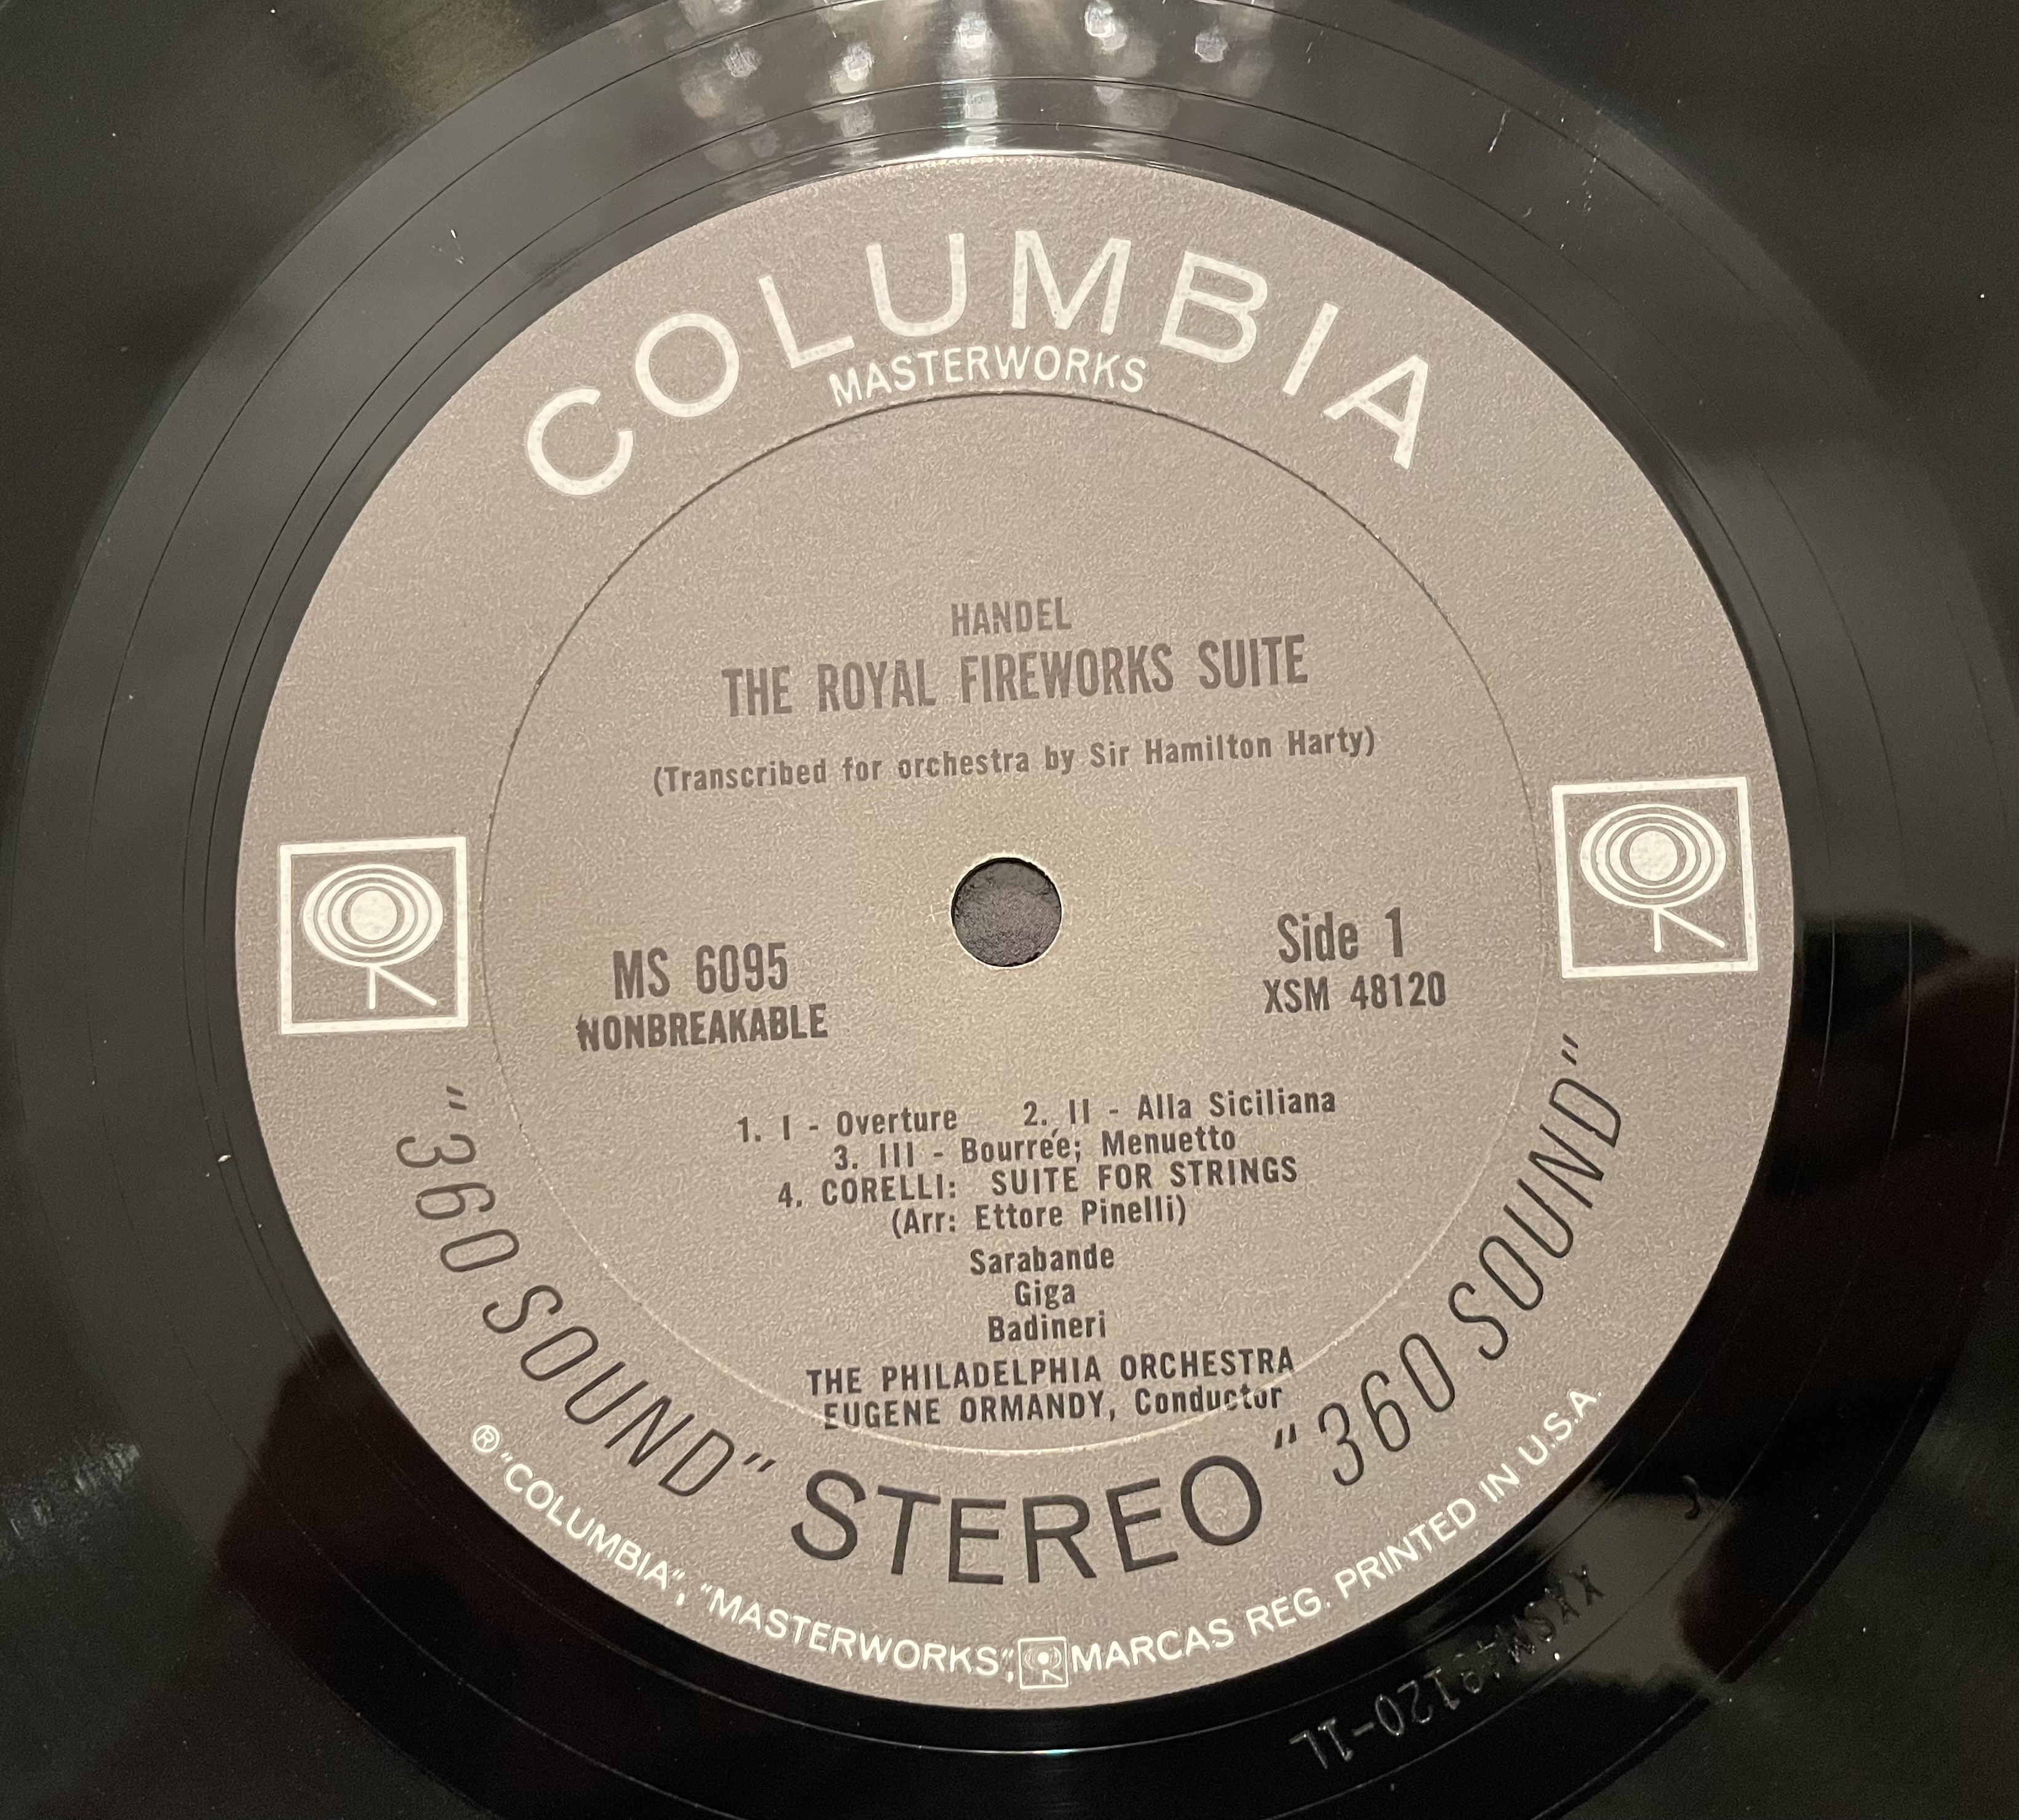 COLUMBIA
MASTERWORKS
HANDEL
THE ROYAL FIREWORKS SUITE
(Transcribed for orchestra by Sir Hamilton Harty)
MS 6095
NONBREAKABLE
Side 1
XSM 48120
1. I - Overture 2. II - Alla Siciliana
3. III - Bourrée; Menuetto
4. CORELLI: SUITE FOR STRINGS
(Arr: Ettore Pinelli)
Sarabande
Giga
Badineri
THE PHILADELPHIA ORCHESTRA
EUGENE ORMANDY, Conductor
"360 SOUND" STEREO "360 SOUND"
® "COLUMBIA", "MASTERWORKS", MARCAS REG. PRINTED IN U.S.A.